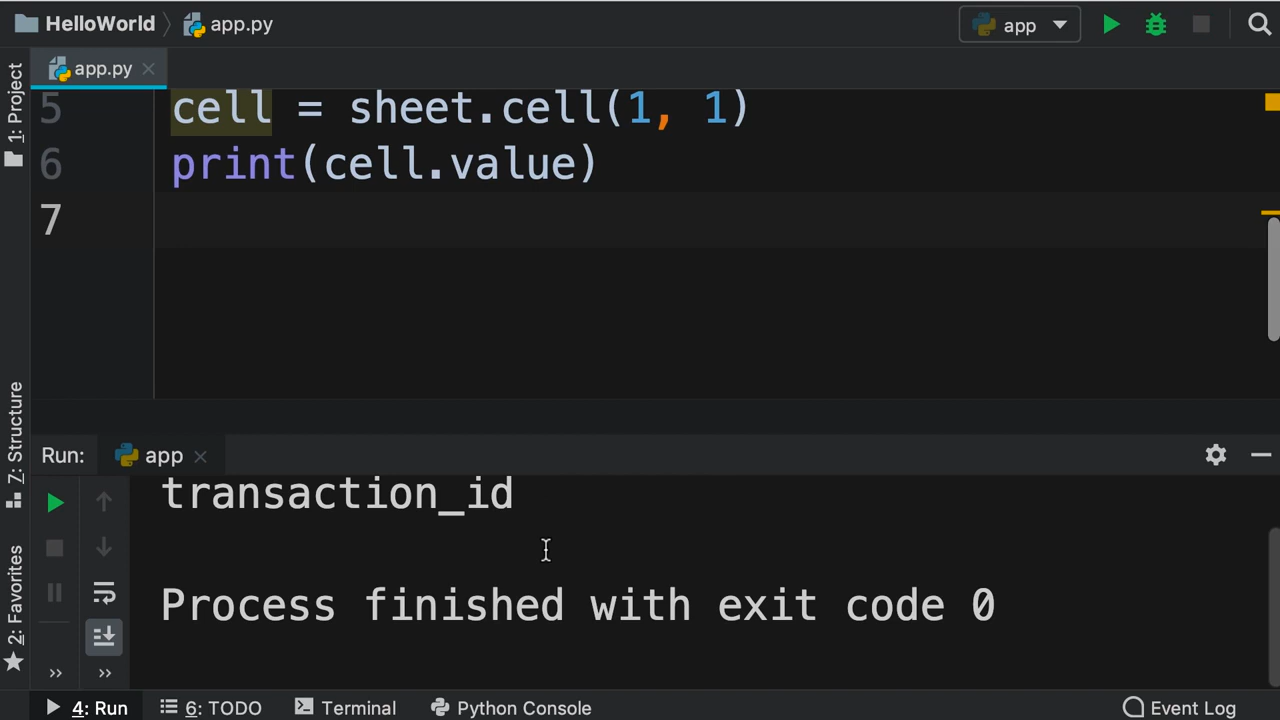 HelloWorld app.py
app
app.py
1: Project
5 cell = sheet.cell(1, 1)
6 print(cell.value)
7
Z: Structure
2: Favorites
Run: app
transaction_id
Process finished with exit code 0
4: Run 6: TODO Terminal Python Console Event Log